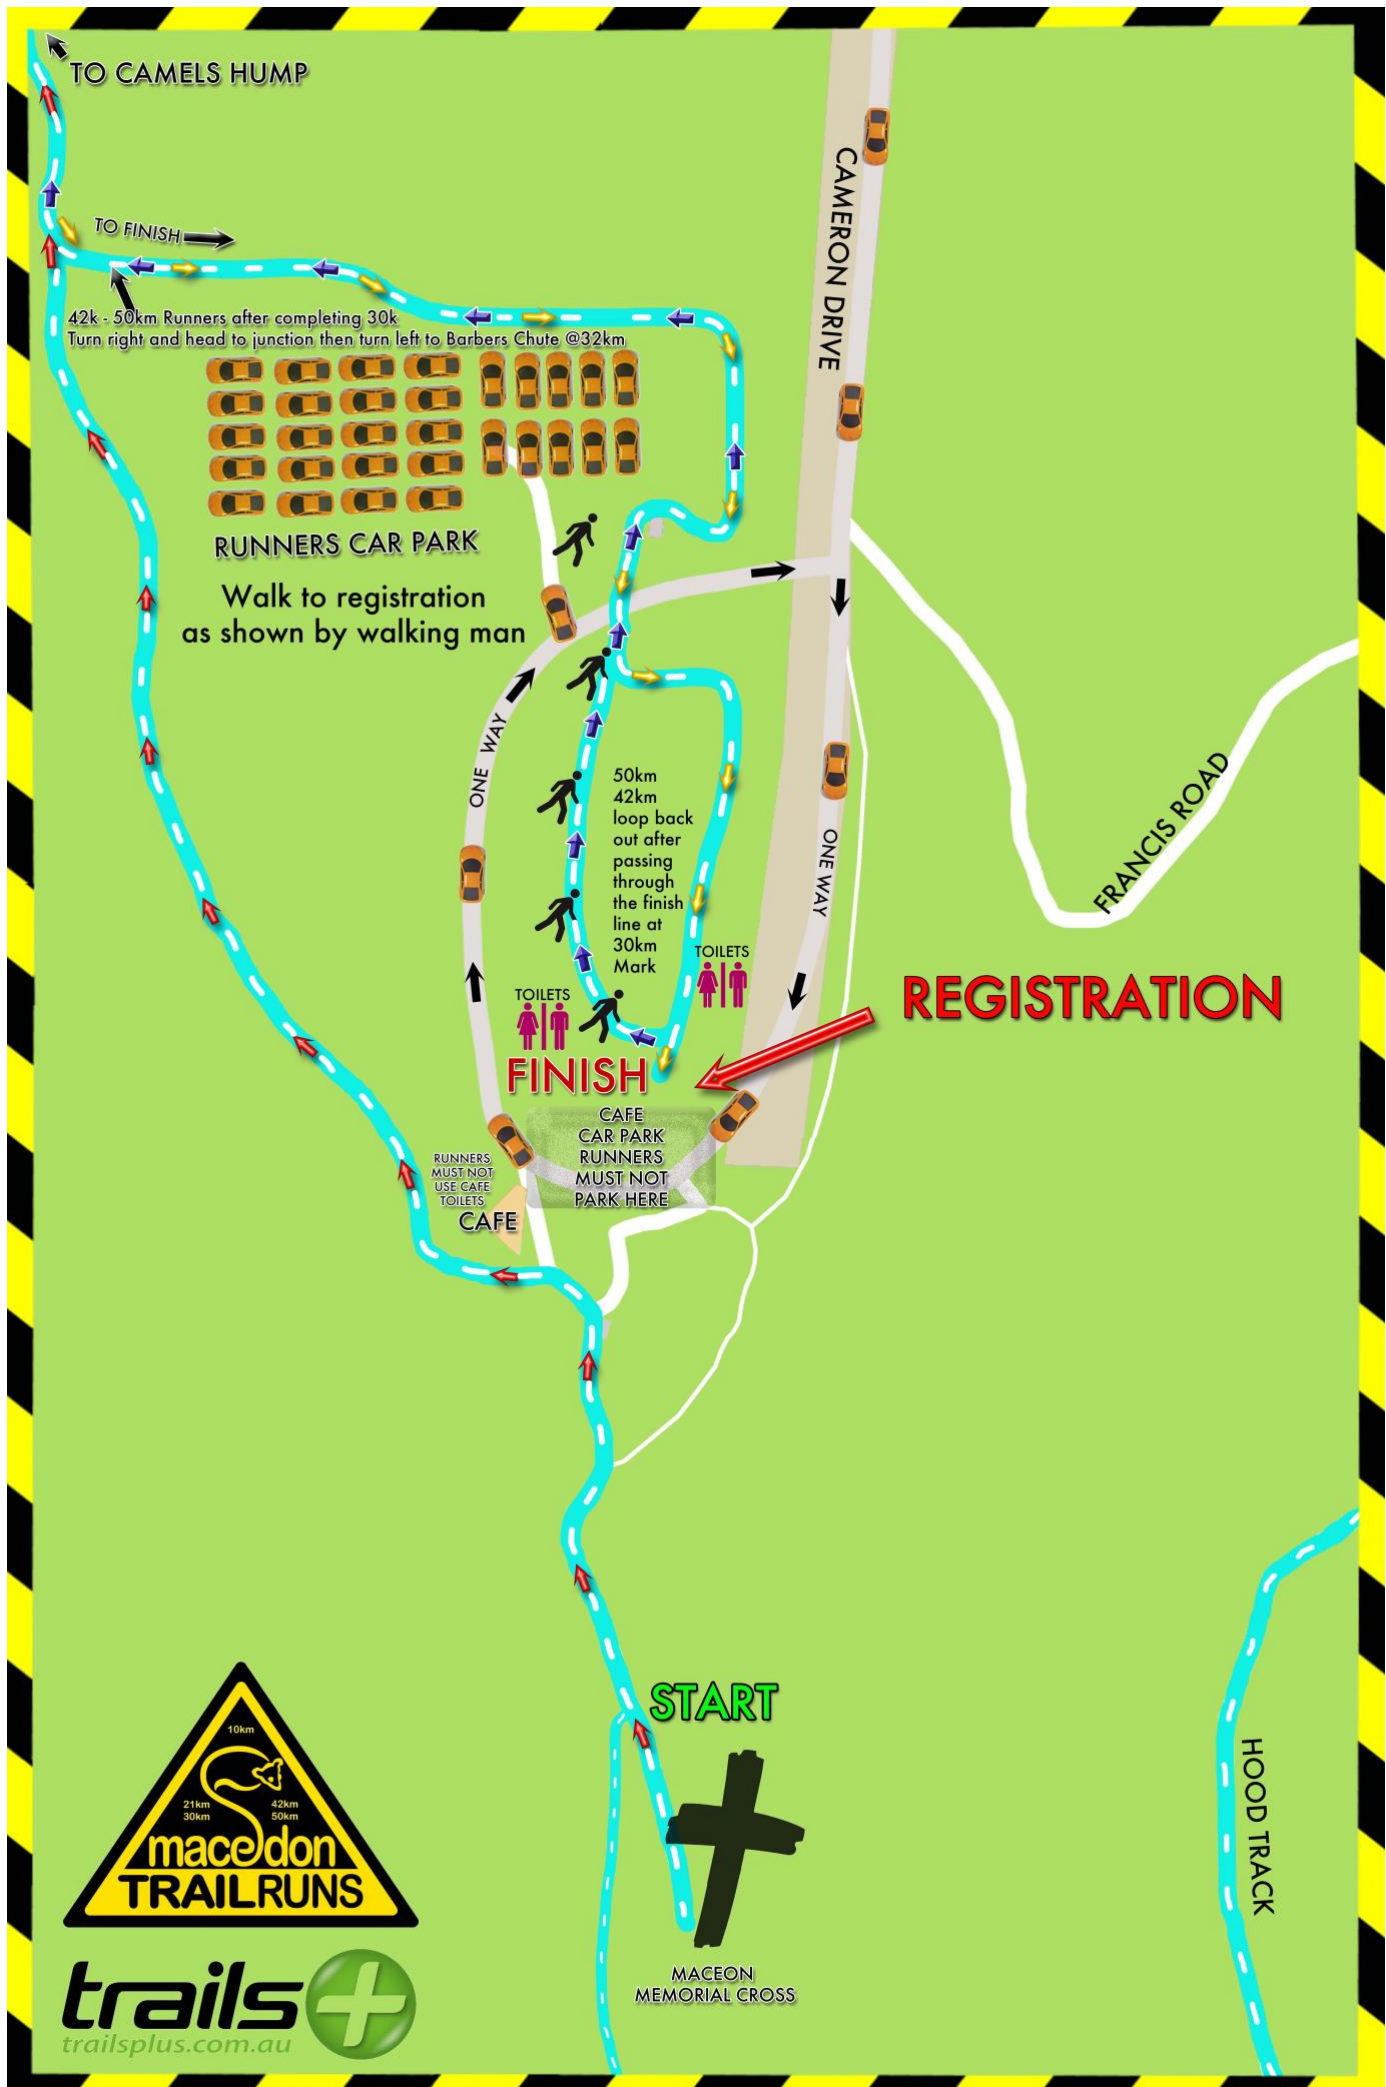 TO CAMELS HUMP
TO FINISH
42k - 50km Runners after completing 30k
Turn right and head to junction then turn left to Barbers Chute @32km
CAMERON DRIVE
RUNNERS CAR PARK
Walk to registration
as shown by walking man
ONE WAY
50km
42km
loop back
out after
passing
through
the finish
line at
30km
Mark
ONE WAY
FRANCIS ROAD
TOILETS
TOILETS
REGISTRATION
FINISH
CAFE
CAR PARK
RUNNERS
MUST NOT
PARK HERE
RUNNERS
MUST NOT
USE CAFE
TOILETS
CAFE
START
HOOD TRACK
MACEON
MEMORIAL CROSS
10km
21km
30km
42km
50km
macedon
TRAILRUNS
trails+
trailsplus.com.au